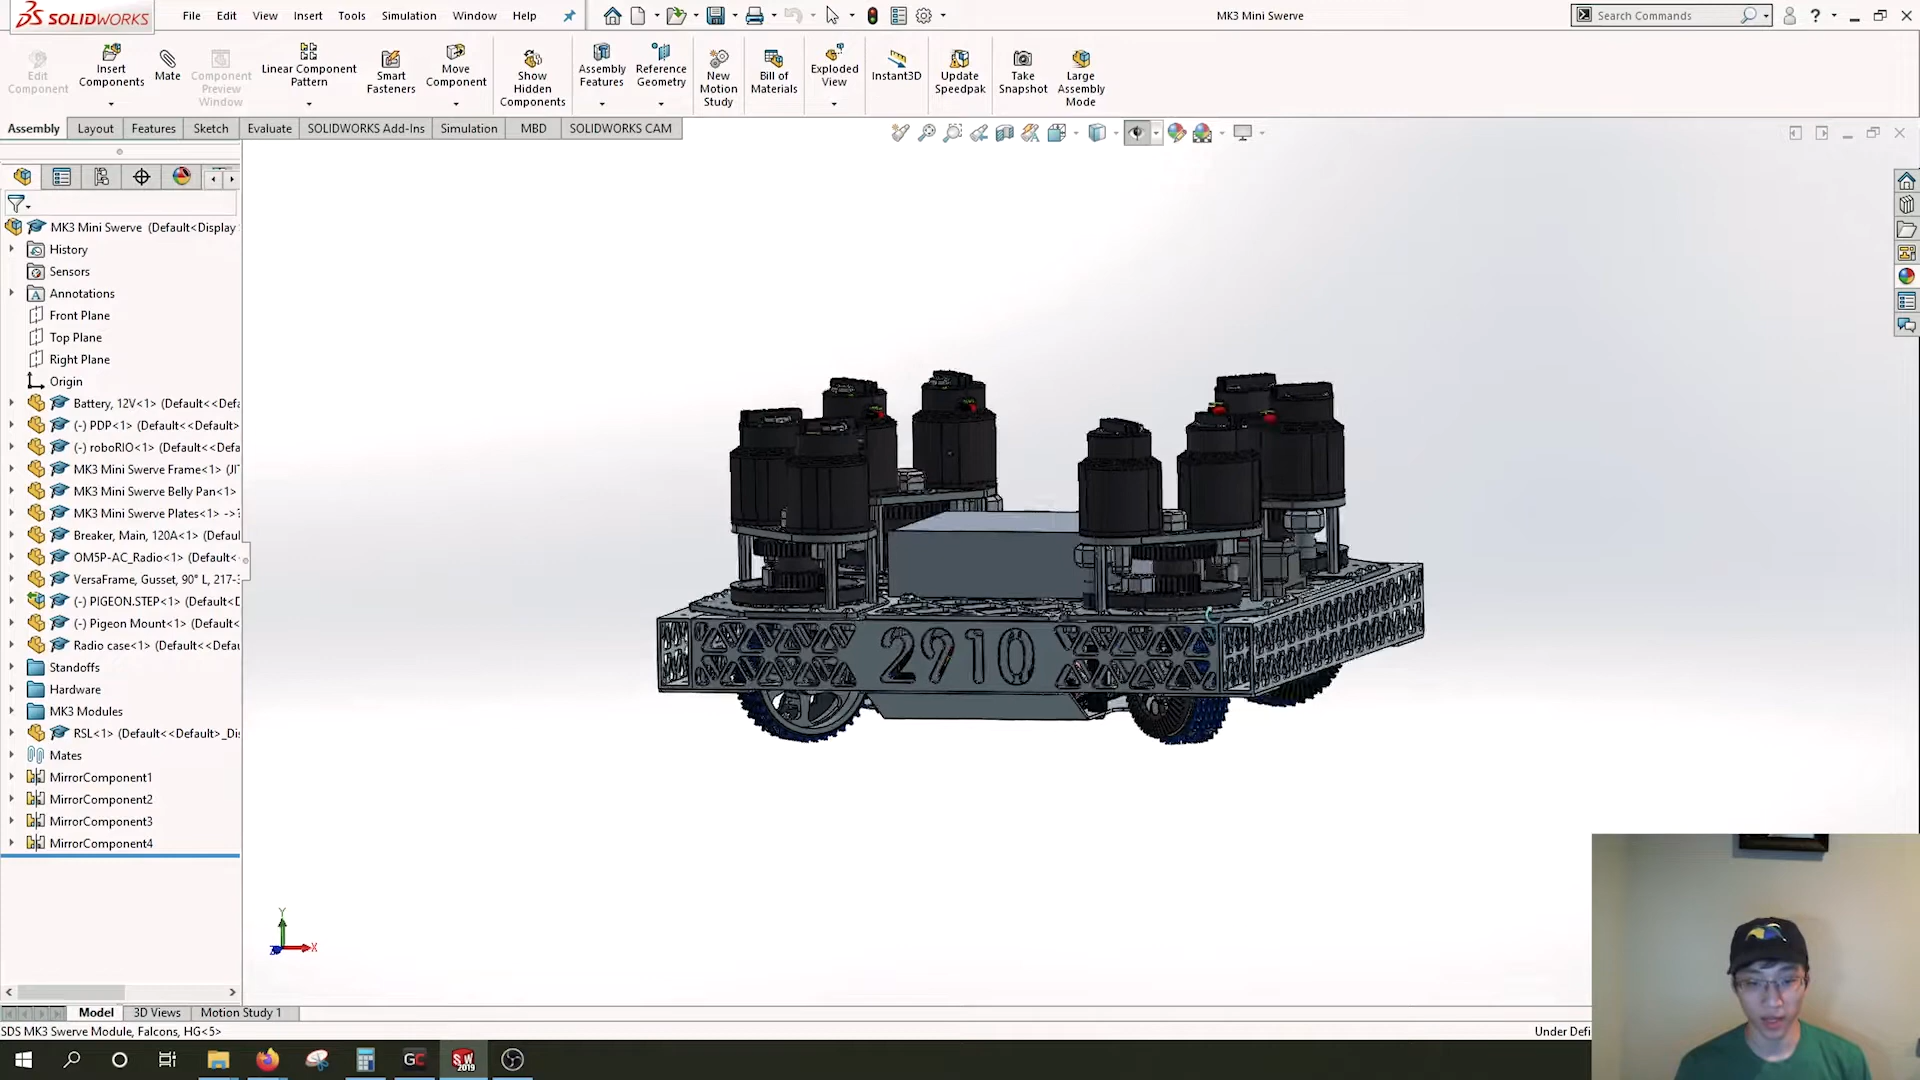 SOLIDWORKS
File Edit View Insert Tools Simulation Window Help
MK3 Mini Swerve
Search Commands
Edit Component
Insert Components
Mate
Component Preview Window
Linear Component Pattern
Smart Fasteners
Move Component
Show Hidden Components
Assembly Features
Reference Geometry
New Motion Study
Bill of Materials
Exploded View
Instant3D
Update Speedpak
Take Snapshot
Large Assembly Mode
Assembly Layout Features Sketch Evaluate SOLIDWORKS Add-Ins Simulation MBD SOLIDWORKS CAM
MK3 Mini Swerve (Default<Display
History
Sensors
Annotations
Front Plane
Top Plane
Right Plane
Origin
Battery, 12V<1> (Default<<Defa
(-) PDP<1> (Default<<Default>
(-) roboRIO<1> (Default<<Defa
MK3 Mini Swerve Frame<1>
MK3 Mini Swerve Belly Pan<1>
MK3 Mini Swerve Plates<1> ->?
Breaker, Main, 120A<1> (Defaul
OM5P-AC_Radio<1> (Default<
VersaFrame, Gusset, 90° L, 217-
(-) PIGEON.STEP<1> (Default<
(-) Pigeon Mount<1> (Default<
Radio case<1> (Default<<Defau
Standoffs
Hardware
MK3 Modules
RSL<1> (Default<<Default>_Di
Mates
MirrorComponent1
MirrorComponent2
MirrorComponent3
MirrorComponent4
2910
Y
X
Model 3D Views Motion Study 1
SDS MK3 Swerve Module, Falcons, HG<5>
Under Defi
GC
SW 2019